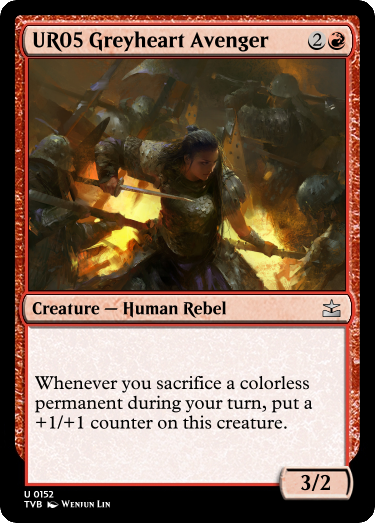 UR05 Greyheart Avenger 2
Creature — Human Rebel
Whenever you sacrifice a colorless
permanent during your turn, put a
+1/+1 counter on this creature.
3/2
U 0152
TVB Wenjun Lin